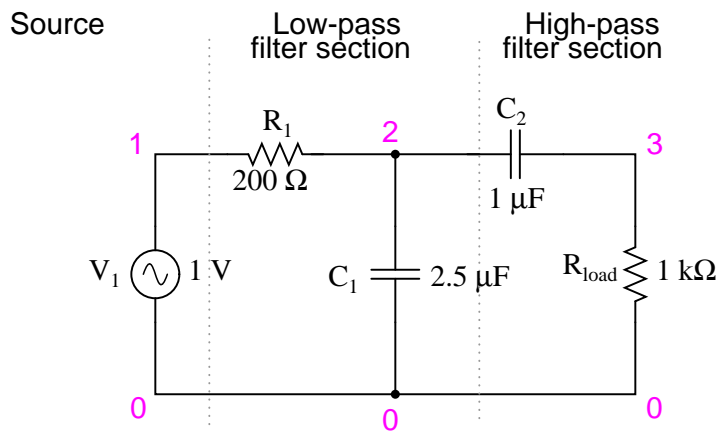 Source
Low-pass
filter section
High-pass
filter section
1
R1
200 Ω
2
C2
1 μF
3
V1
1 V
C1
2.5 μF
Rload
1 kΩ
0
0
0